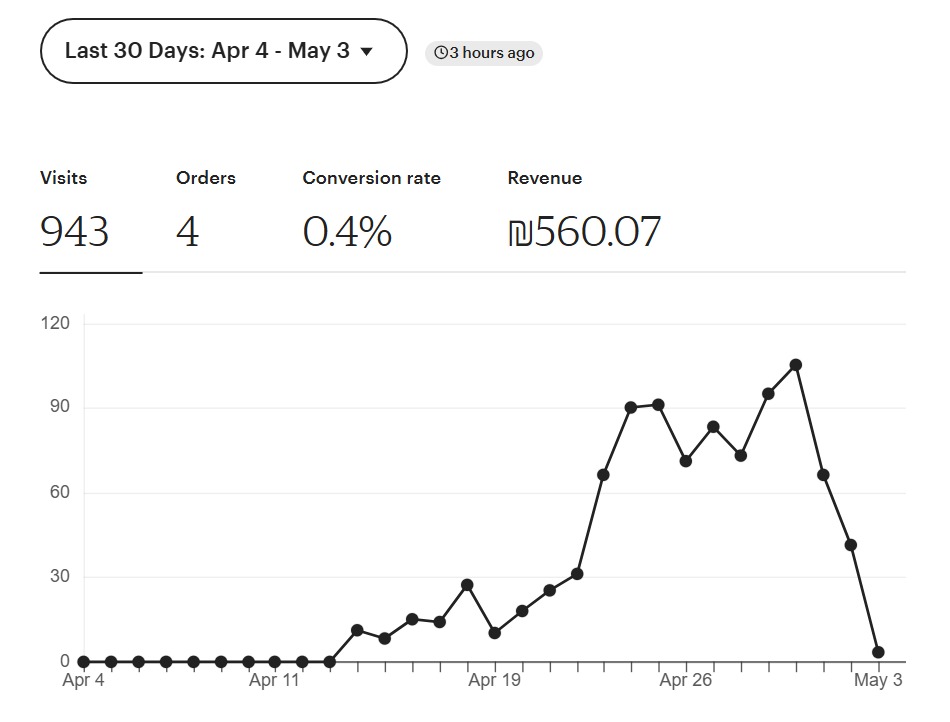 Last 30 Days: Apr 4 - May 3
3 hours ago
Visits Orders Conversion rate Revenue
943 4 0.4% ₪560.07
120
90
60
30
0
Apr 4 Apr 11 Apr 19 Apr 26 May 3